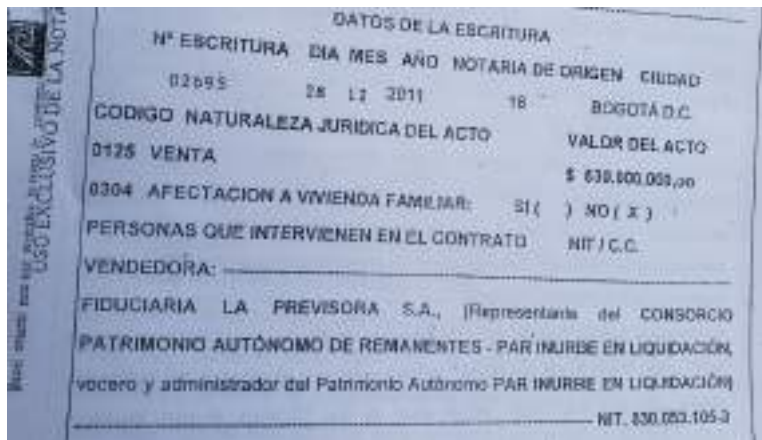 DATOS DE LA ESCRITURA
Nº ESCRITURA DIA MES AÑO NOTARIA DE ORIGEN CIUDAD
02695 28 12 2011 18 BOGOTÁ D.C.
CODIGO NATURALEZA JURIDICA DEL ACTO VALOR DEL ACTO
0125 VENTA
0304 AFECTACION A VIVIENDA FAMILIAR: SI ( ) NO ( X )
PERSONAS QUE INTERVIENEN EN EL CONTRATO NIT / C.C.
VENDEDORA:
FIDUCIARIA LA PREVISORA S.A., (Representante del CONSORCIO
PATRIMONIO AUTÓNOMO DE REMANENTES - PAR INURBE EN LIQUIDACIÓN,
vocero y administrador del Patrimonio Autónomo PAR INURBE EN LIQUIDACIÓN)
NIT. 830.053.105-3
USO EXCLUSIVO DE LA NOTA